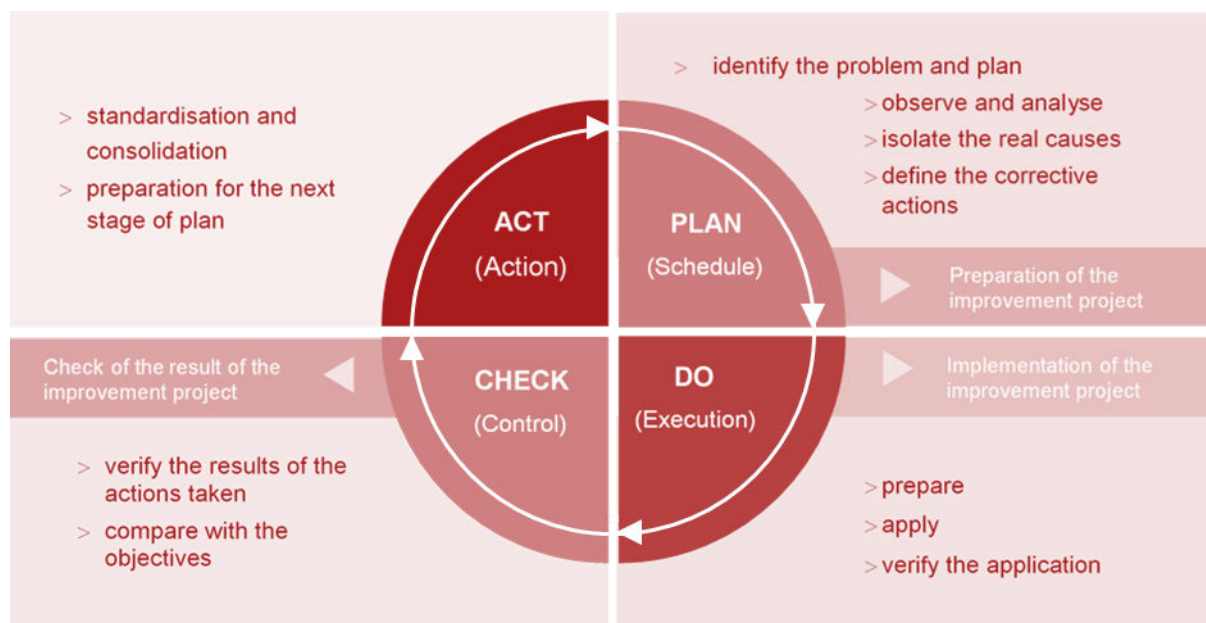 > identify the problem and plan
> observe and analyse
> isolate the real causes
> define the corrective
actions
PLAN
(Schedule)
Preparation of the
improvement project
DO
(Execution)
Implementation of the
improvement project
> prepare
> apply
> verify the application
CHECK
(Control)
Check of the result of the
improvement project
> verify the results of the
actions taken
> compare with the
objectives
ACT
(Action)
> standardisation and
consolidation
> preparation for the next
stage of plan